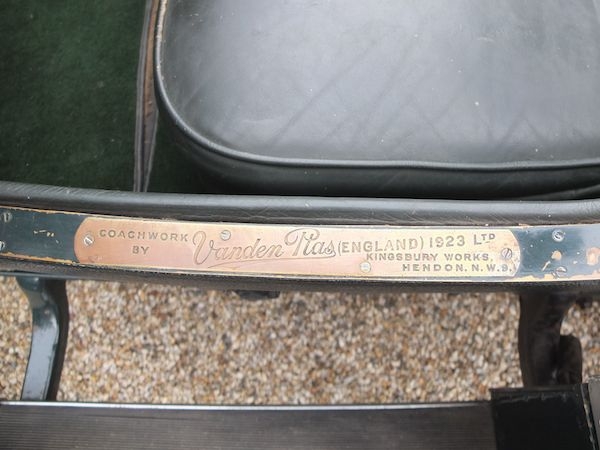 COACHWORK BY
Vanden Plas (ENGLAND) 1923 LTD
KINGSBURY WORKS,
HENDON. N.W.9.